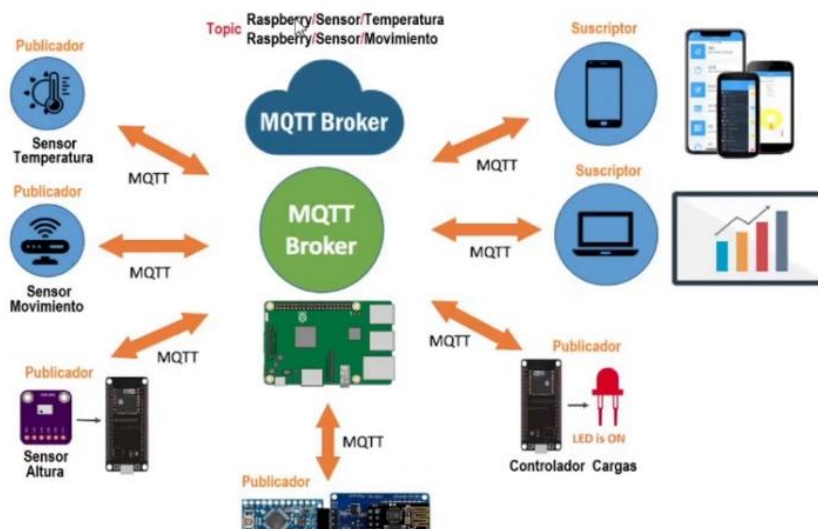 Topic Raspberry/Sensor/Temperatura
Raspberry/Sensor/Movimiento
Publicador
Sensor
Temperatura
MQTT
MQTT Broker
Suscriptor
MQTT
Publicador
Sensor
Movimiento
MQTT
MQTT
Broker
Suscriptor
MQTT
Publicador
Sensor
Altura
MQTT
MQTT
Publicador
LED is ON
Controlador Cargas
MQTT
Publicador